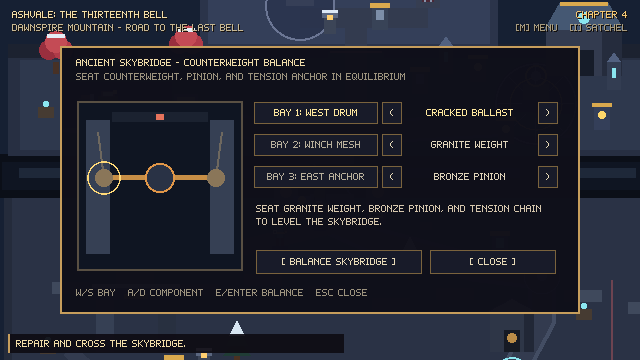 ASHVALE: THE THIRTEENTH BELL
DAWNSPIRE MOUNTAIN - ROAD TO THE LAST BELL
CHAPTER 4
[M] MENU [I] SATCHEL
ANCIENT SKYBRIDGE - COUNTERWEIGHT BALANCE
SEAT COUNTERWEIGHT, PINION, AND TENSION ANCHOR IN EQUILIBRIUM
BAY 1: WEST DRUM < CRACKED BALLAST >
BAY 2: WINCH MESH < GRANITE WEIGHT >
BAY 3: EAST ANCHOR < BRONZE PINION >
SEAT GRANITE WEIGHT, BRONZE PINION, AND TENSION CHAIN
TO LEVEL THE SKYBRIDGE.
[ BALANCE SKYBRIDGE ] [ CLOSE ]
W/S BAY A/D COMPONENT E/ENTER BALANCE ESC CLOSE
REPAIR AND CROSS THE SKYBRIDGE.